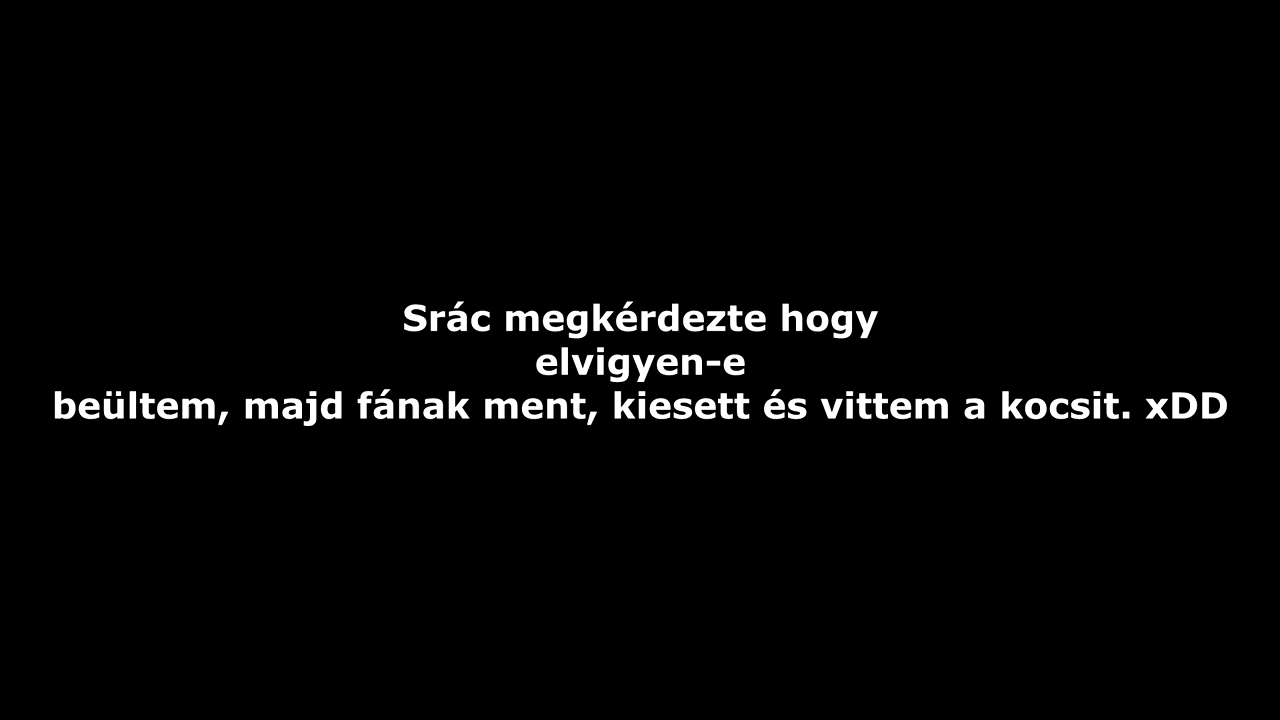 Srác megkérdezte hogy
elvigyen-e
beültem, majd fának ment, kiesett és vittem a kocsit. xDD